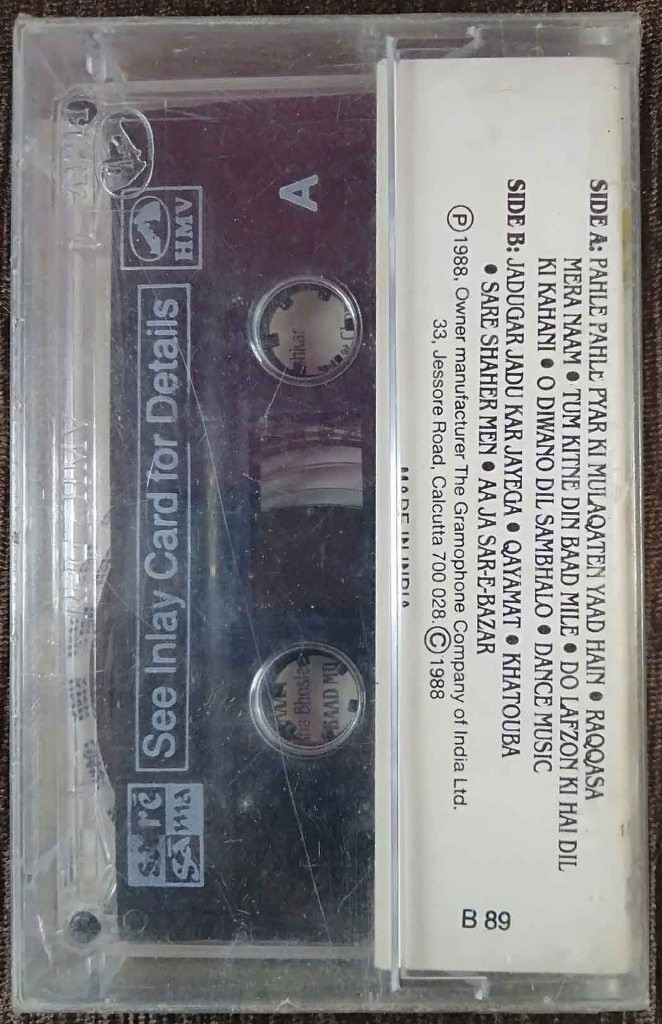 SIDE A: PAHLE PAHLE PYAR KI MULAQATEN YAAD HAIN • RAQQASA
MERA NAAM • TUM KITNE DIN BAAD MILE • DO LAFZON KI HAI DIL
KI KAHANI • O DIWANO DIL SAMBHALO • DANCE MUSIC
SIDE B: JADUGAR JADU KAR JAYEGA • QAYAMAT • KHATOUBA
• SARE SHAHER MEN • AA JA SAR-E-BAZAR
Ⓟ 1988, Owner manufacturer The Gramophone Company of India Ltd.
33, Jessore Road, Calcutta 700 028 © 1988
B 89
MADE IN INDIA
A
HMV
See Inlay Card for Details
sa re
ga ma